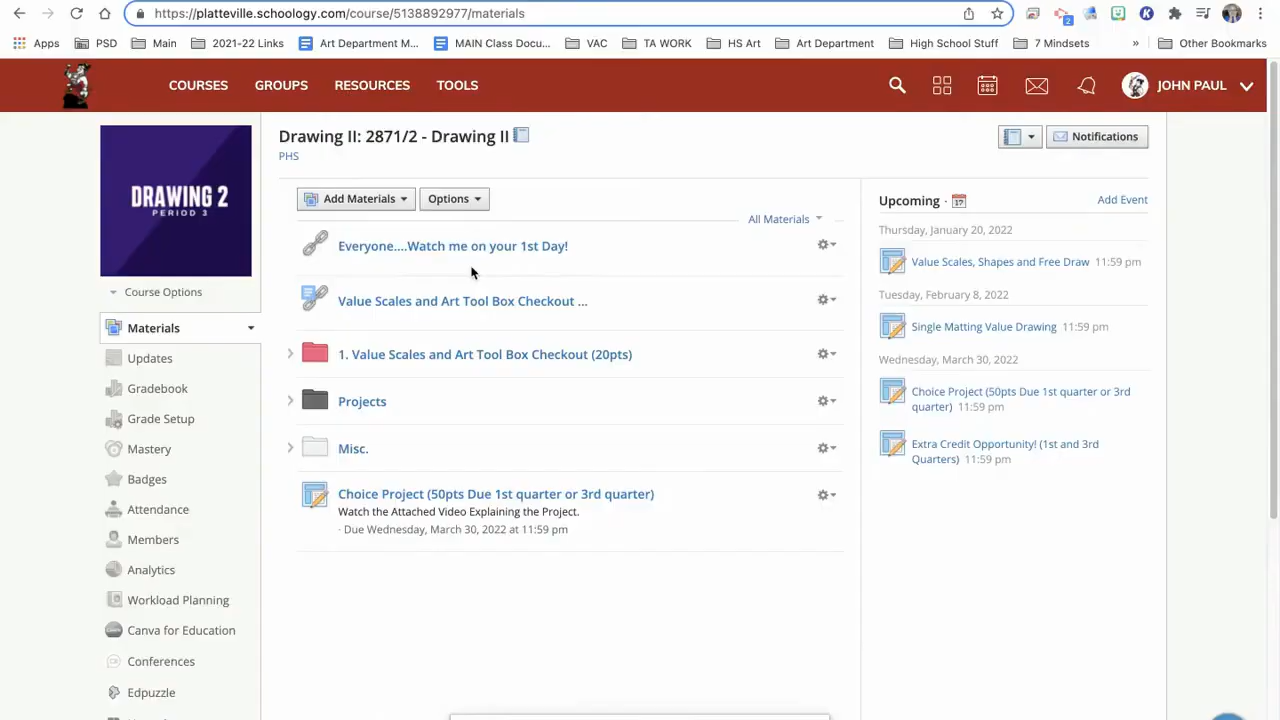 https://platteville.schoology.com/course/5138892977/materials
2
Apps
PSD
Main
2021-22 Links
Art Department M...
MAIN Class Docu...
VAC
TA WORK
HS Art
Art Department
High School Stuff
7 Mindsets
»
Other Bookmarks
COURSES
GROUPS
RESOURCES
TOOLS
JOHN PAUL
DRAWING 2
PERIOD 3
Course Options
Materials
Updates
Gradebook
Grade Setup
Mastery
Badges
Attendance
Members
Analytics
Workload Planning
Canva for Education
Conferences
Edpuzzle
Drawing II: 2871/2 - Drawing II
PHS
Notifications
Add Materials
Options
All Materials
Everyone....Watch me on your 1st Day!
Value Scales and Art Tool Box Checkout ...
1. Value Scales and Art Tool Box Checkout (20pts)
Projects
Misc.
Choice Project (50pts Due 1st quarter or 3rd quarter)
Watch the Attached Video Explaining the Project.
· Due Wednesday, March 30, 2022 at 11:59 pm
Upcoming · 17
Add Event
Thursday, January 20, 2022
Value Scales, Shapes and Free Draw 11:59 pm
Tuesday, February 8, 2022
Single Matting Value Drawing 11:59 pm
Wednesday, March 30, 2022
Choice Project (50pts Due 1st quarter or 3rd
quarter) 11:59 pm
Extra Credit Opportunity! (1st and 3rd
Quarters) 11:59 pm